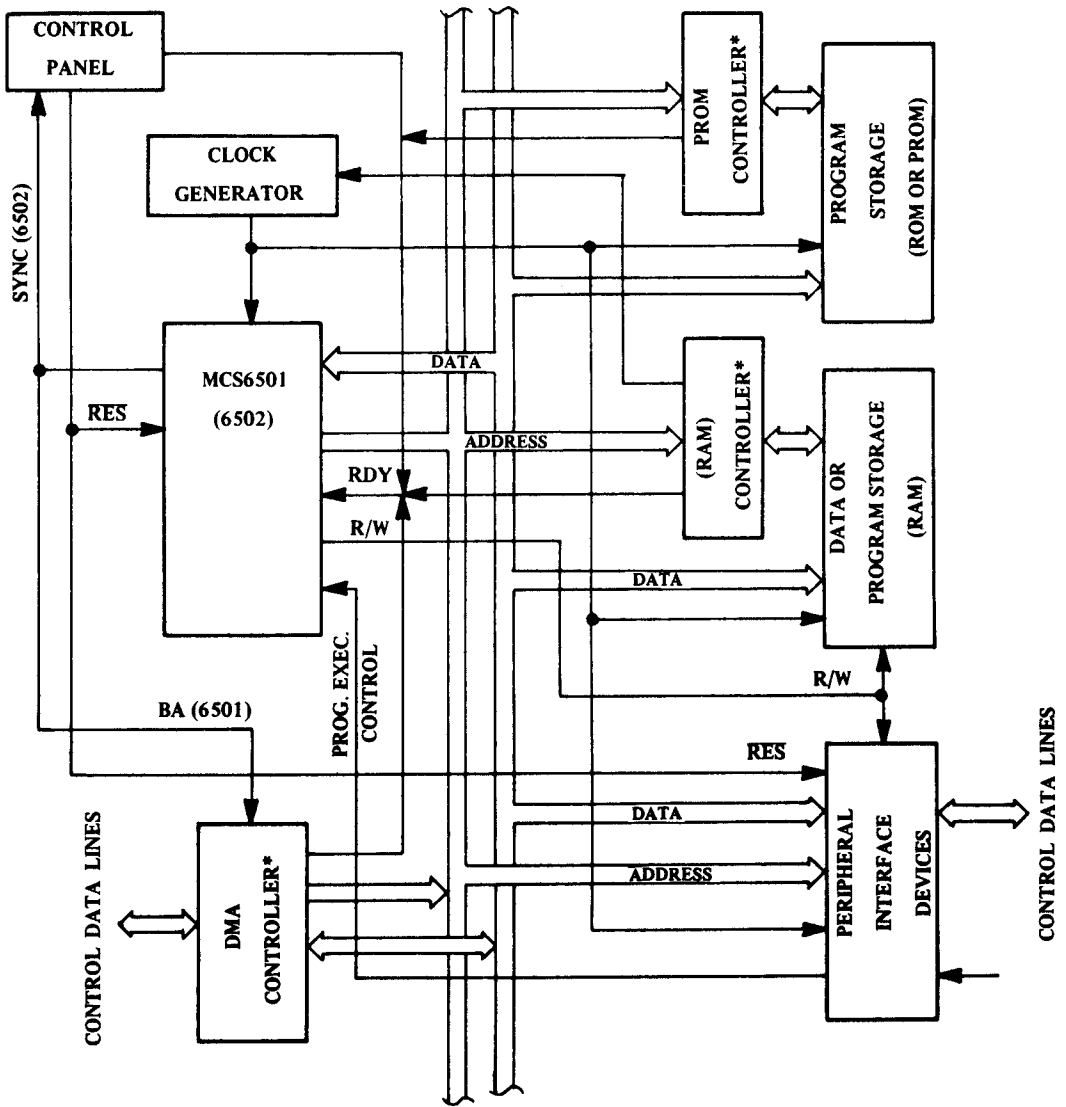 CONTROL
PANEL
PROM
CONTROLLER*
PROGRAM
STORAGE
(ROM OR PROM)
CLOCK
GENERATOR
SYNC (6502)
MCS6501
(6502)
DATA
R̅E̅S̅
ADDRESS
(RAM)
CONTROLLER*
DATA OR
PROGRAM STORAGE
(RAM)
RDY
R/W
DATA
PROG. EXEC.
CONTROL
R/W
BA (6501)
R̅E̅S̅
CONTROL DATA LINES
DMA
CONTROLLER*
DATA
ADDRESS
PERIPHERAL
INTERFACE
DEVICES
CONTROL DATA LINES